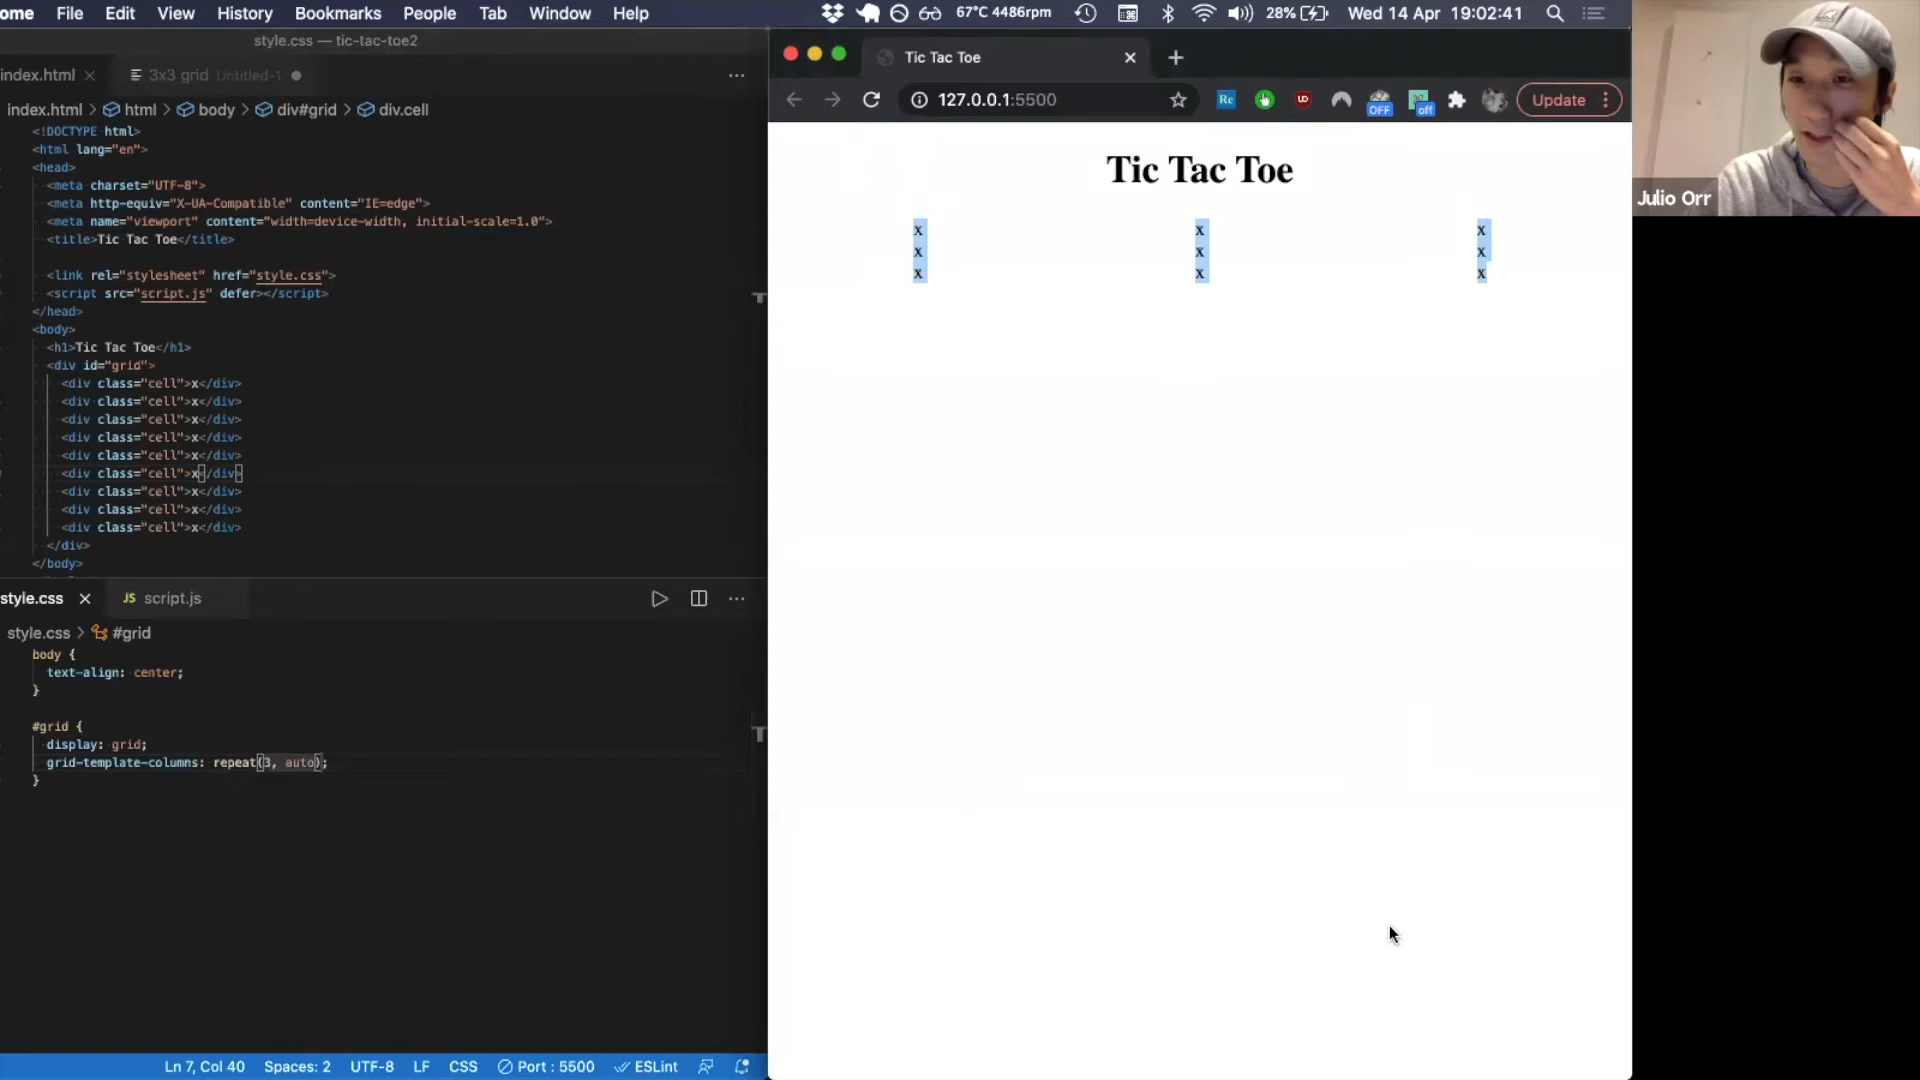 ome File Edit View History Bookmarks People Tab Window Help 67°C 4486rpm 28% Wed 14 Apr 19:02:41
style.css — tic-tac-toe2
index.html 3x3 grid Untitled-1
index.html > html > body > div#grid > div.cell
<!DOCTYPE html>
<html lang="en">
<head>
<meta charset="UTF-8">
<meta http-equiv="X-UA-Compatible" content="IE=edge">
<meta name="viewport" content="width=device-width, initial-scale=1.0">
<title>Tic Tac Toe</title>
<link rel="stylesheet" href="style.css">
<script src="script.js" defer></script>
</head>
<body>
<h1>Tic Tac Toe</h1>
<div id="grid">
<div class="cell">x</div>
<div class="cell">x</div>
<div class="cell">x</div>
<div class="cell">x</div>
<div class="cell">x</div>
<div class="cell">x</div>
<div class="cell">x</div>
<div class="cell">x</div>
<div class="cell">x</div>
</div>
</body>
style.css JS script.js
style.css > #grid
body {
text-align: center;
}
#grid {
display: grid;
grid-template-columns: repeat(3, auto);
}
Ln 7, Col 40 Spaces: 2 UTF-8 LF CSS Port : 5500 ESLint
Tic Tac Toe
127.0.0.1:5500 Re UD OFF off Update
Tic Tac Toe
x x x
x x x
x x x
Julio Orr